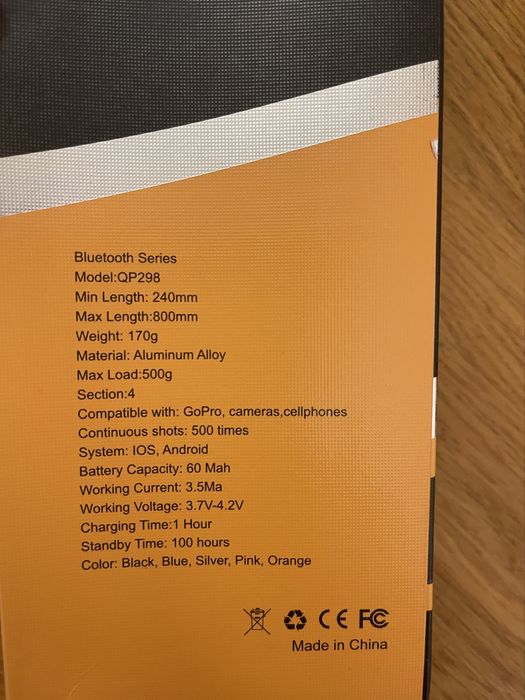 Bluetooth Series
Model:QP298
Min Length: 240mm
Max Length:800mm
Weight: 170g
Material: Aluminum Alloy
Max Load:500g
Section:4
Compatible with: GoPro, cameras,cellphones
Continuous shots: 500 times
System: IOS, Android
Battery Capacity: 60 Mah
Working Current: 3.5Ma
Working Voltage: 3.7V-4.2V
Charging Time:1 Hour
Standby Time: 100 hours
Color: Black, Blue, Silver, Pink, Orange
CE FC
Made in China